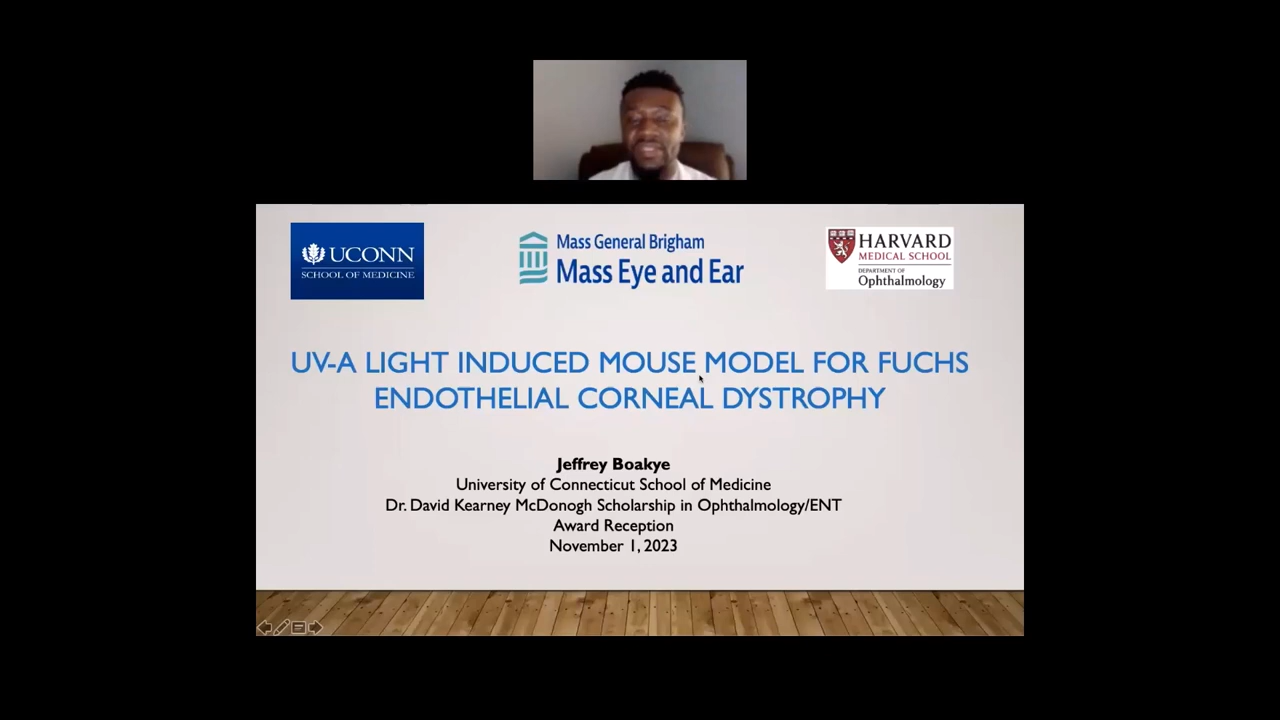 UCONN
SCHOOL OF MEDICINE
Mass General Brigham
Mass Eye and Ear
HARVARD
MEDICAL SCHOOL
DEPARTMENT OF
Ophthalmology
UV-A LIGHT INDUCED MOUSE MODEL FOR FUCHS
ENDOTHELIAL CORNEAL DYSTROPHY
Jeffrey Boakye
University of Connecticut School of Medicine
Dr. David Kearney McDonogh Scholarship in Ophthalmology/ENT
Award Reception
November 1, 2023